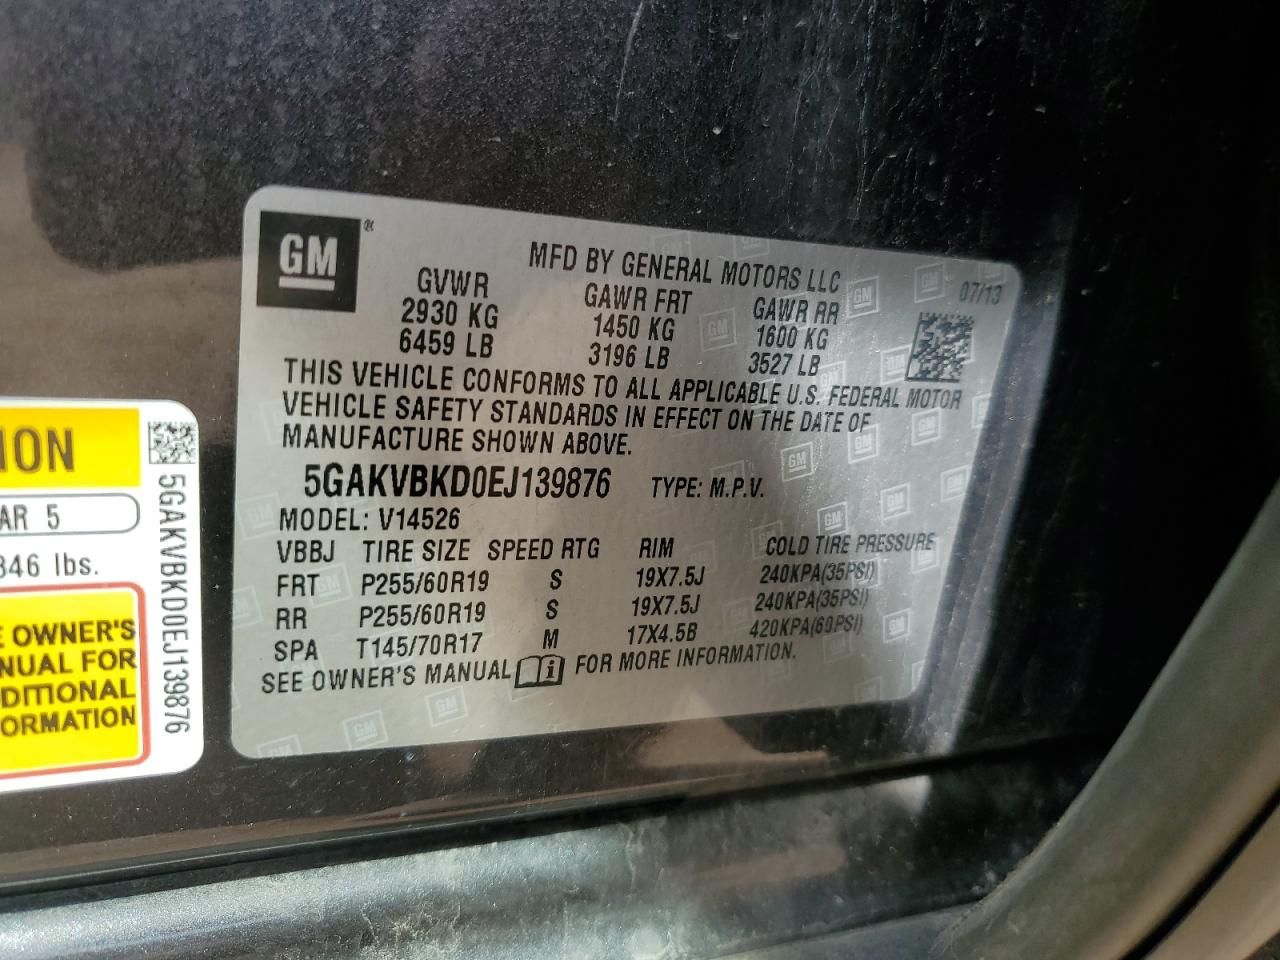 GM ®
MFD BY GENERAL MOTORS LLC
07/13
GVWR GAWR FRT GAWR RR
2930 KG 1450 KG 1600 KG
6459 LB 3196 LB 3527 LB
THIS VEHICLE CONFORMS TO ALL APPLICABLE U.S. FEDERAL MOTOR
VEHICLE SAFETY STANDARDS IN EFFECT ON THE DATE OF
MANUFACTURE SHOWN ABOVE.
5GAKVBKD0EJ139876 TYPE: M.P.V.
MODEL: V14526
VBBJ TIRE SIZE SPEED RTG RIM COLD TIRE PRESSURE
FRT P255/60R19 S 19X7.5J 240KPA(35PSI)
RR P255/60R19 S 19X7.5J 240KPA(35PSI)
SPA T145/70R17 M 17X4.5B 420KPA(60PSI)
SEE OWNER'S MANUAL i FOR MORE INFORMATION.
ION
AR 5
346 lbs.
E OWNER'S
NUAL FOR
DITIONAL
ORMATION
5GAKVBKD0EJ139876